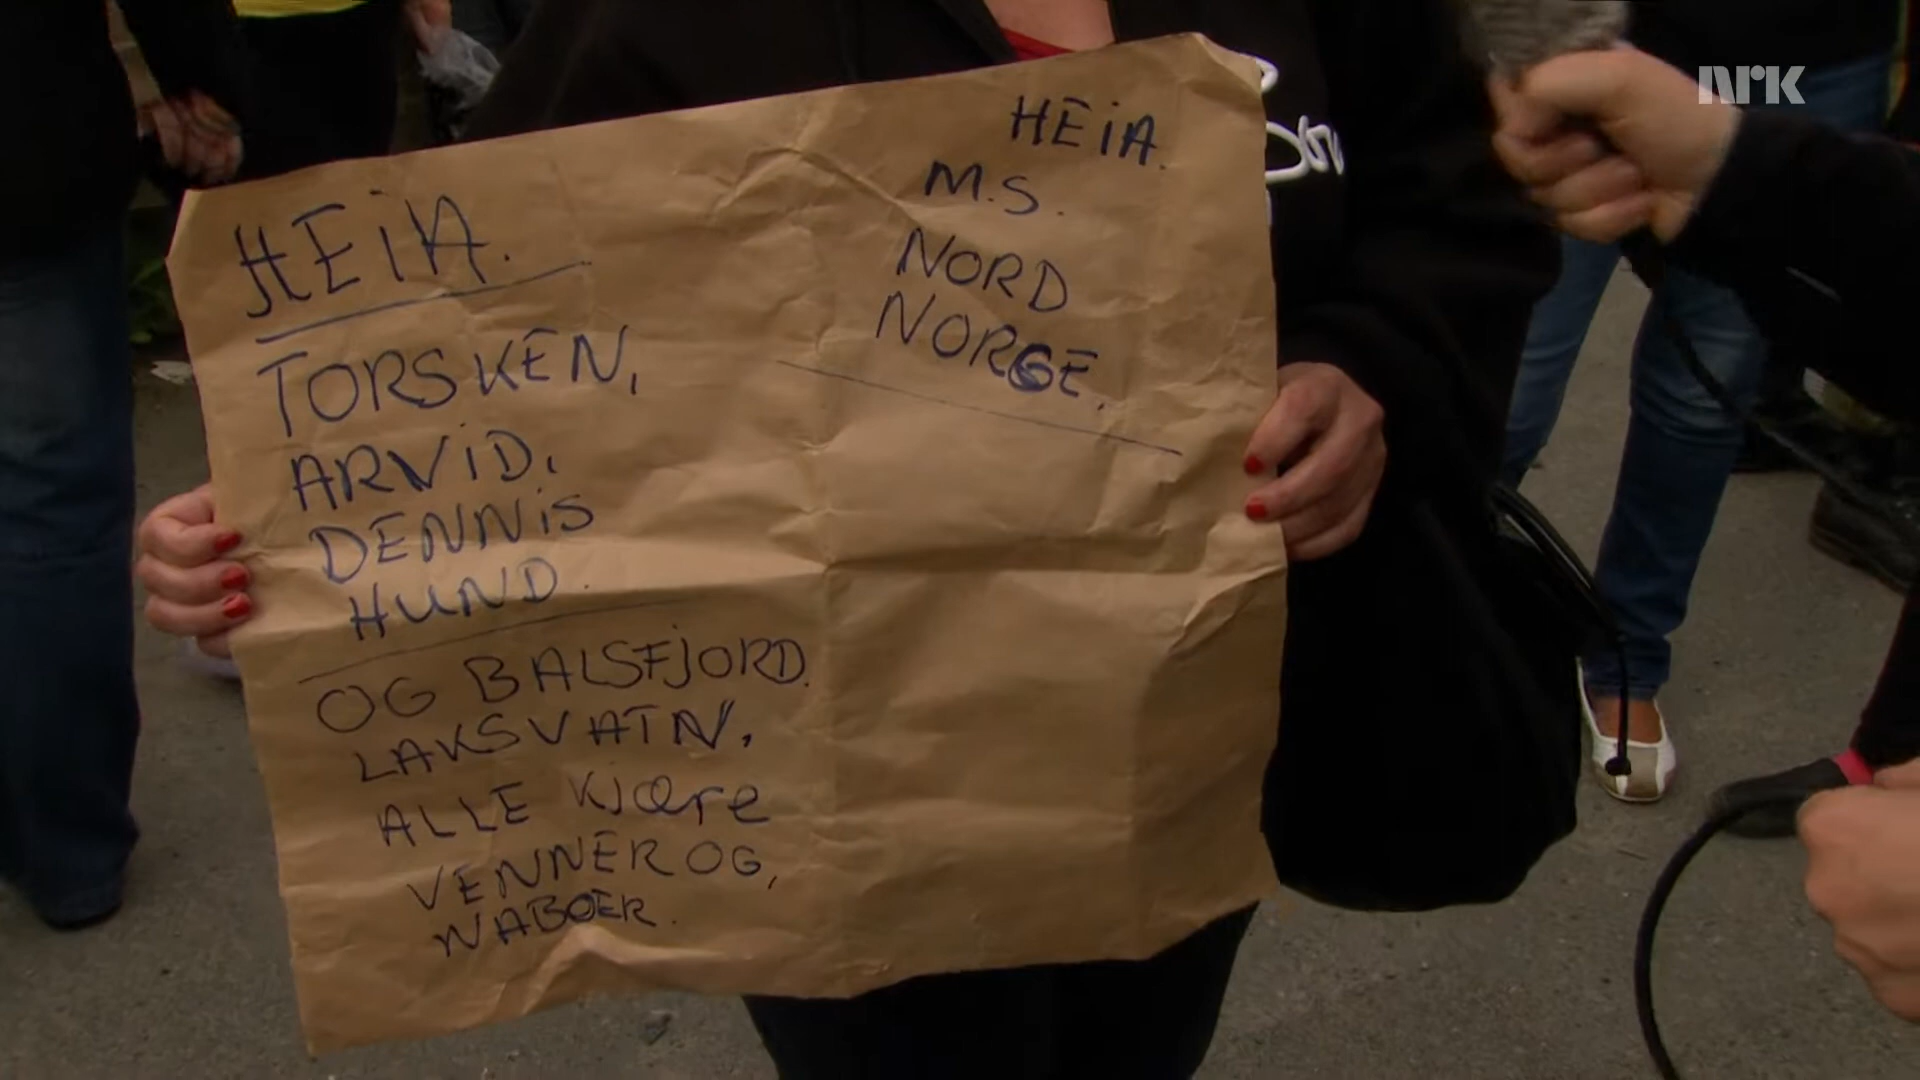 HEiA.
TORSKEN,
ARViD.
DENNiS
HUND.
OG BALSFJORD.
LAKSVATN,
ALLE KJære
VENNER OG,
NABOER.
HEiA.
M.S.
NORD
NORGE.
NRK